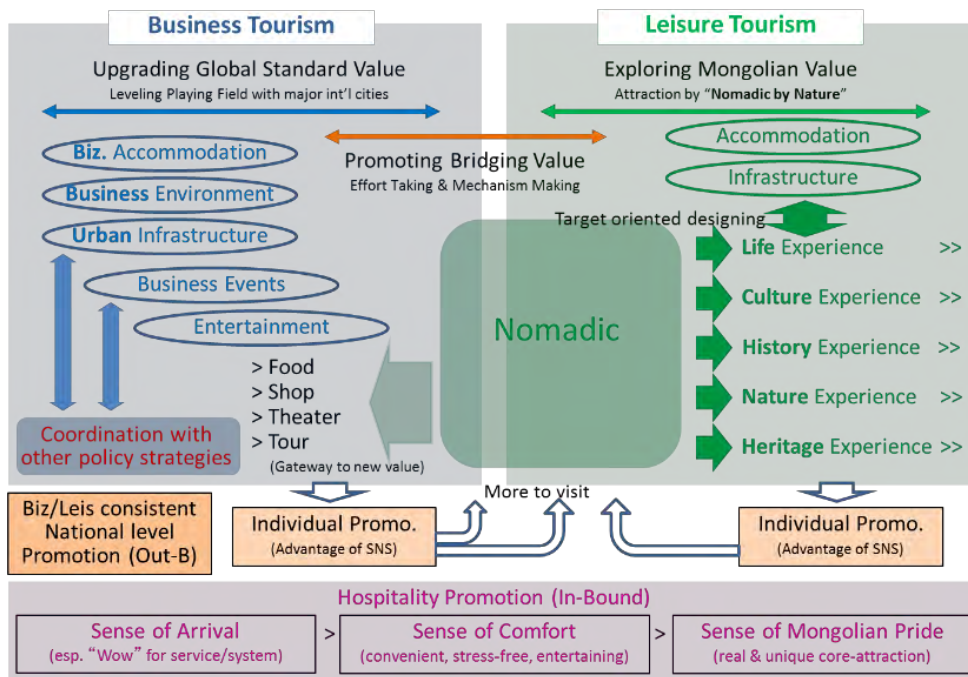 Business Tourism
Upgrading Global Standard Value
Leveling Playing Field with major int'l cities
Biz. Accommodation
Business Environment
Urban Infrastructure
Business Events
Entertainment
> Food
> Shop
> Theater
> Tour
(Gateway to new value)
Coordination with
other policy strategies
Promoting Bridging Value
Effort Taking & Mechanism Making
Nomadic
Leisure Tourism
Exploring Mongolian Value
Attraction by “Nomadic by Nature”
Accommodation
Infrastructure
Target oriented designing
Life Experience >>
Culture Experience >>
History Experience >>
Nature Experience >>
Heritage Experience >>
Biz/Leis consistent
National level
Promotion (Out-B)
Individual Promo.
(Advantage of SNS)
More to visit
Individual Promo.
(Advantage of SNS)
Hospitality Promotion (In-Bound)
Sense of Arrival
(esp. “Wow” for service/system)
>
Sense of Comfort
(convenient, stress-free, entertaining)
>
Sense of Mongolian Pride
(real & unique core-attraction)